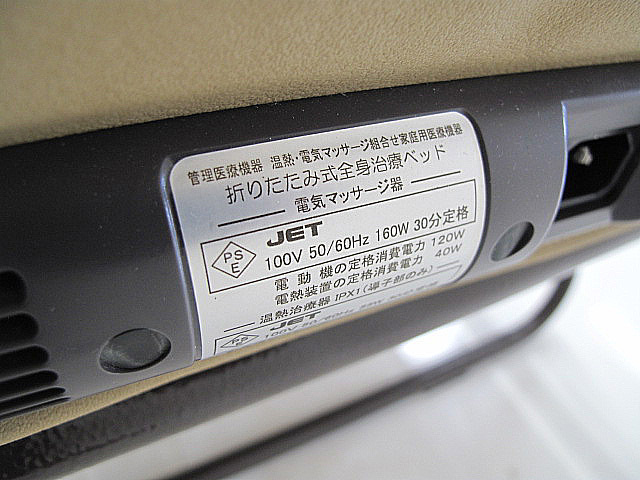 管理医療機器 温熱・電気マッサージ組合せ家庭用医療機器
折りたたみ式全身治療ベッド
電気マッサージ器
PS
E
JET
100V 50/60Hz 160W 30分定格
電動機の定格消費電力 120W
電熱装置の定格消費電力 40W
温熱治療器 IPX1(導子部のみ)
PS
E
JET
100V 50/60Hz